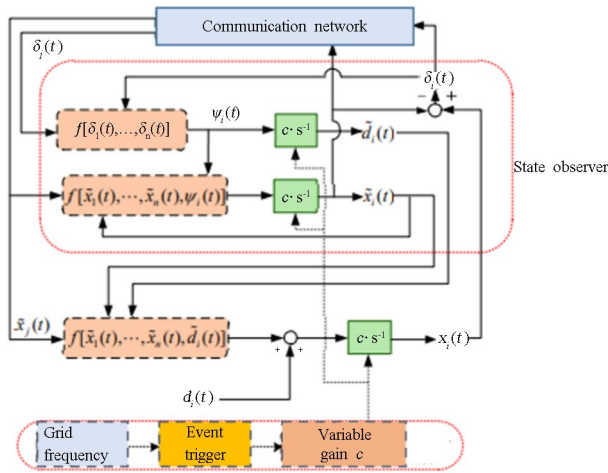 Communication network
δᵢ(t)
δᵢ(t)
− +
f[δ₁(t),…,δₙ(t)]
ψᵢ(t)
c·s⁻¹
d̃ᵢ(t)
State observer
f[x̃₁(t),⋯,x̃ₙ(t),ψᵢ(t)]
c·s⁻¹
x̃ᵢ(t)
x̃ⱼ(t)
f[x̃₁(t),⋯,x̃ₙ(t),d̃ᵢ(t)]
+ +
c·s⁻¹
xᵢ(t)
dᵢ(t)
Grid
frequency
Event
trigger
Variable
gain c